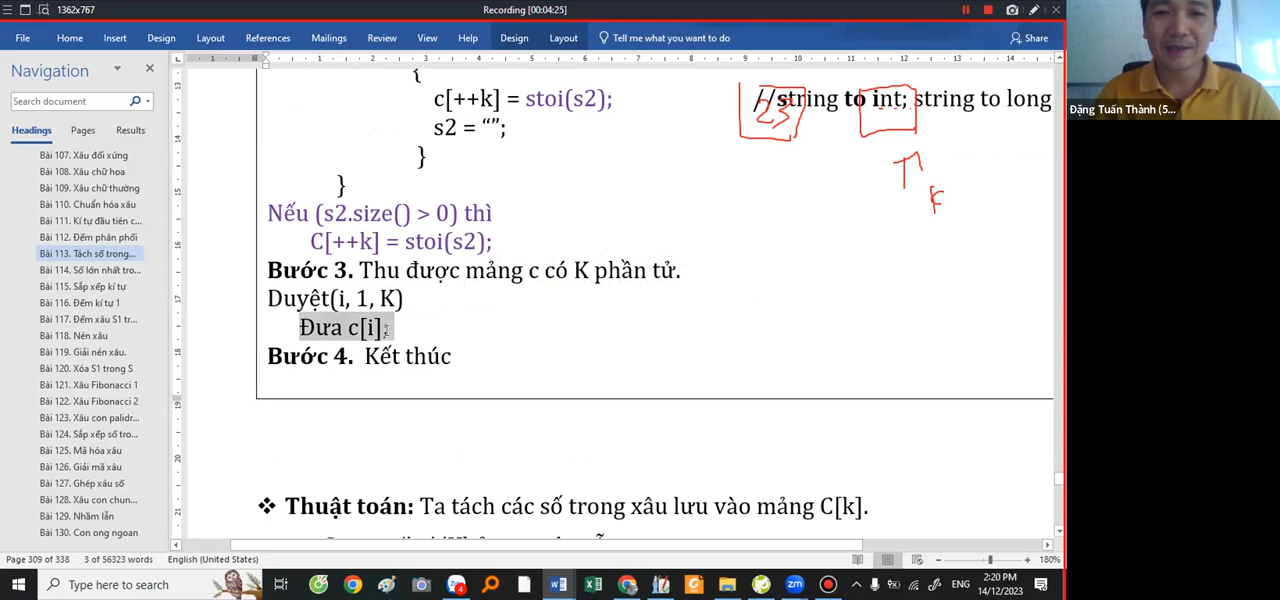 1362x767
Recording [00:04:25]
File Home Insert Design Layout References Mailings Review View Help Design Layout Tell me what you want to do Share
Navigation
Search document
Headings Pages Results
Bài 107. Xâu đối xứng
Bài 108. Xâu chữ hoa
Bài 109. Xâu chữ thường
Bài 110. Chuẩn hóa xâu
Bài 111. Kí tự đầu tiên c...
Bài 112. Đếm phân phối
Bài 113. Tách số trong...
Bài 114. Số lớn nhất tro...
Bài 115. Sắp xếp kí tự
Bài 116. Đếm kí tự 1
Bài 117. Đếm xâu S1 tr...
Bài 118. Nén xâu
Bài 119. Giải nén xâu.
Bài 120. Xóa S1 trong S
Bài 121. Xâu Fibonacci 1
Bài 122. Xâu Fibonacci 2
Bài 123. Xâu con palidr...
Bài 124. Sắp xếp số tro...
Bài 125. Mã hóa xâu
Bài 126. Giải mã xâu
Bài 127. Ghép xâu số
Bài 128. Xâu con chun...
Bài 129. Nhầm lẫn
Bài 130. Con ong ngoan
{
c[++k] = stoi(s2); //string to int; string to long
23
s2 = “”;
}
k
}
Nếu (s2.size() > 0) thì
C[++k] = stoi(s2);
Bước 3. Thu được mảng c có K phần tử.
Duyệt(i, 1, K)
Đưa c[i];
Bước 4. Kết thúc
❖ Thuật toán: Ta tách các số trong xâu lưu vào mảng C[k].
Đặng Tuấn Thành (5...
Page 309 of 338 3 of 56323 words English (United States) 180%
Type here to search
ENG
2:20 PM
14/12/2023